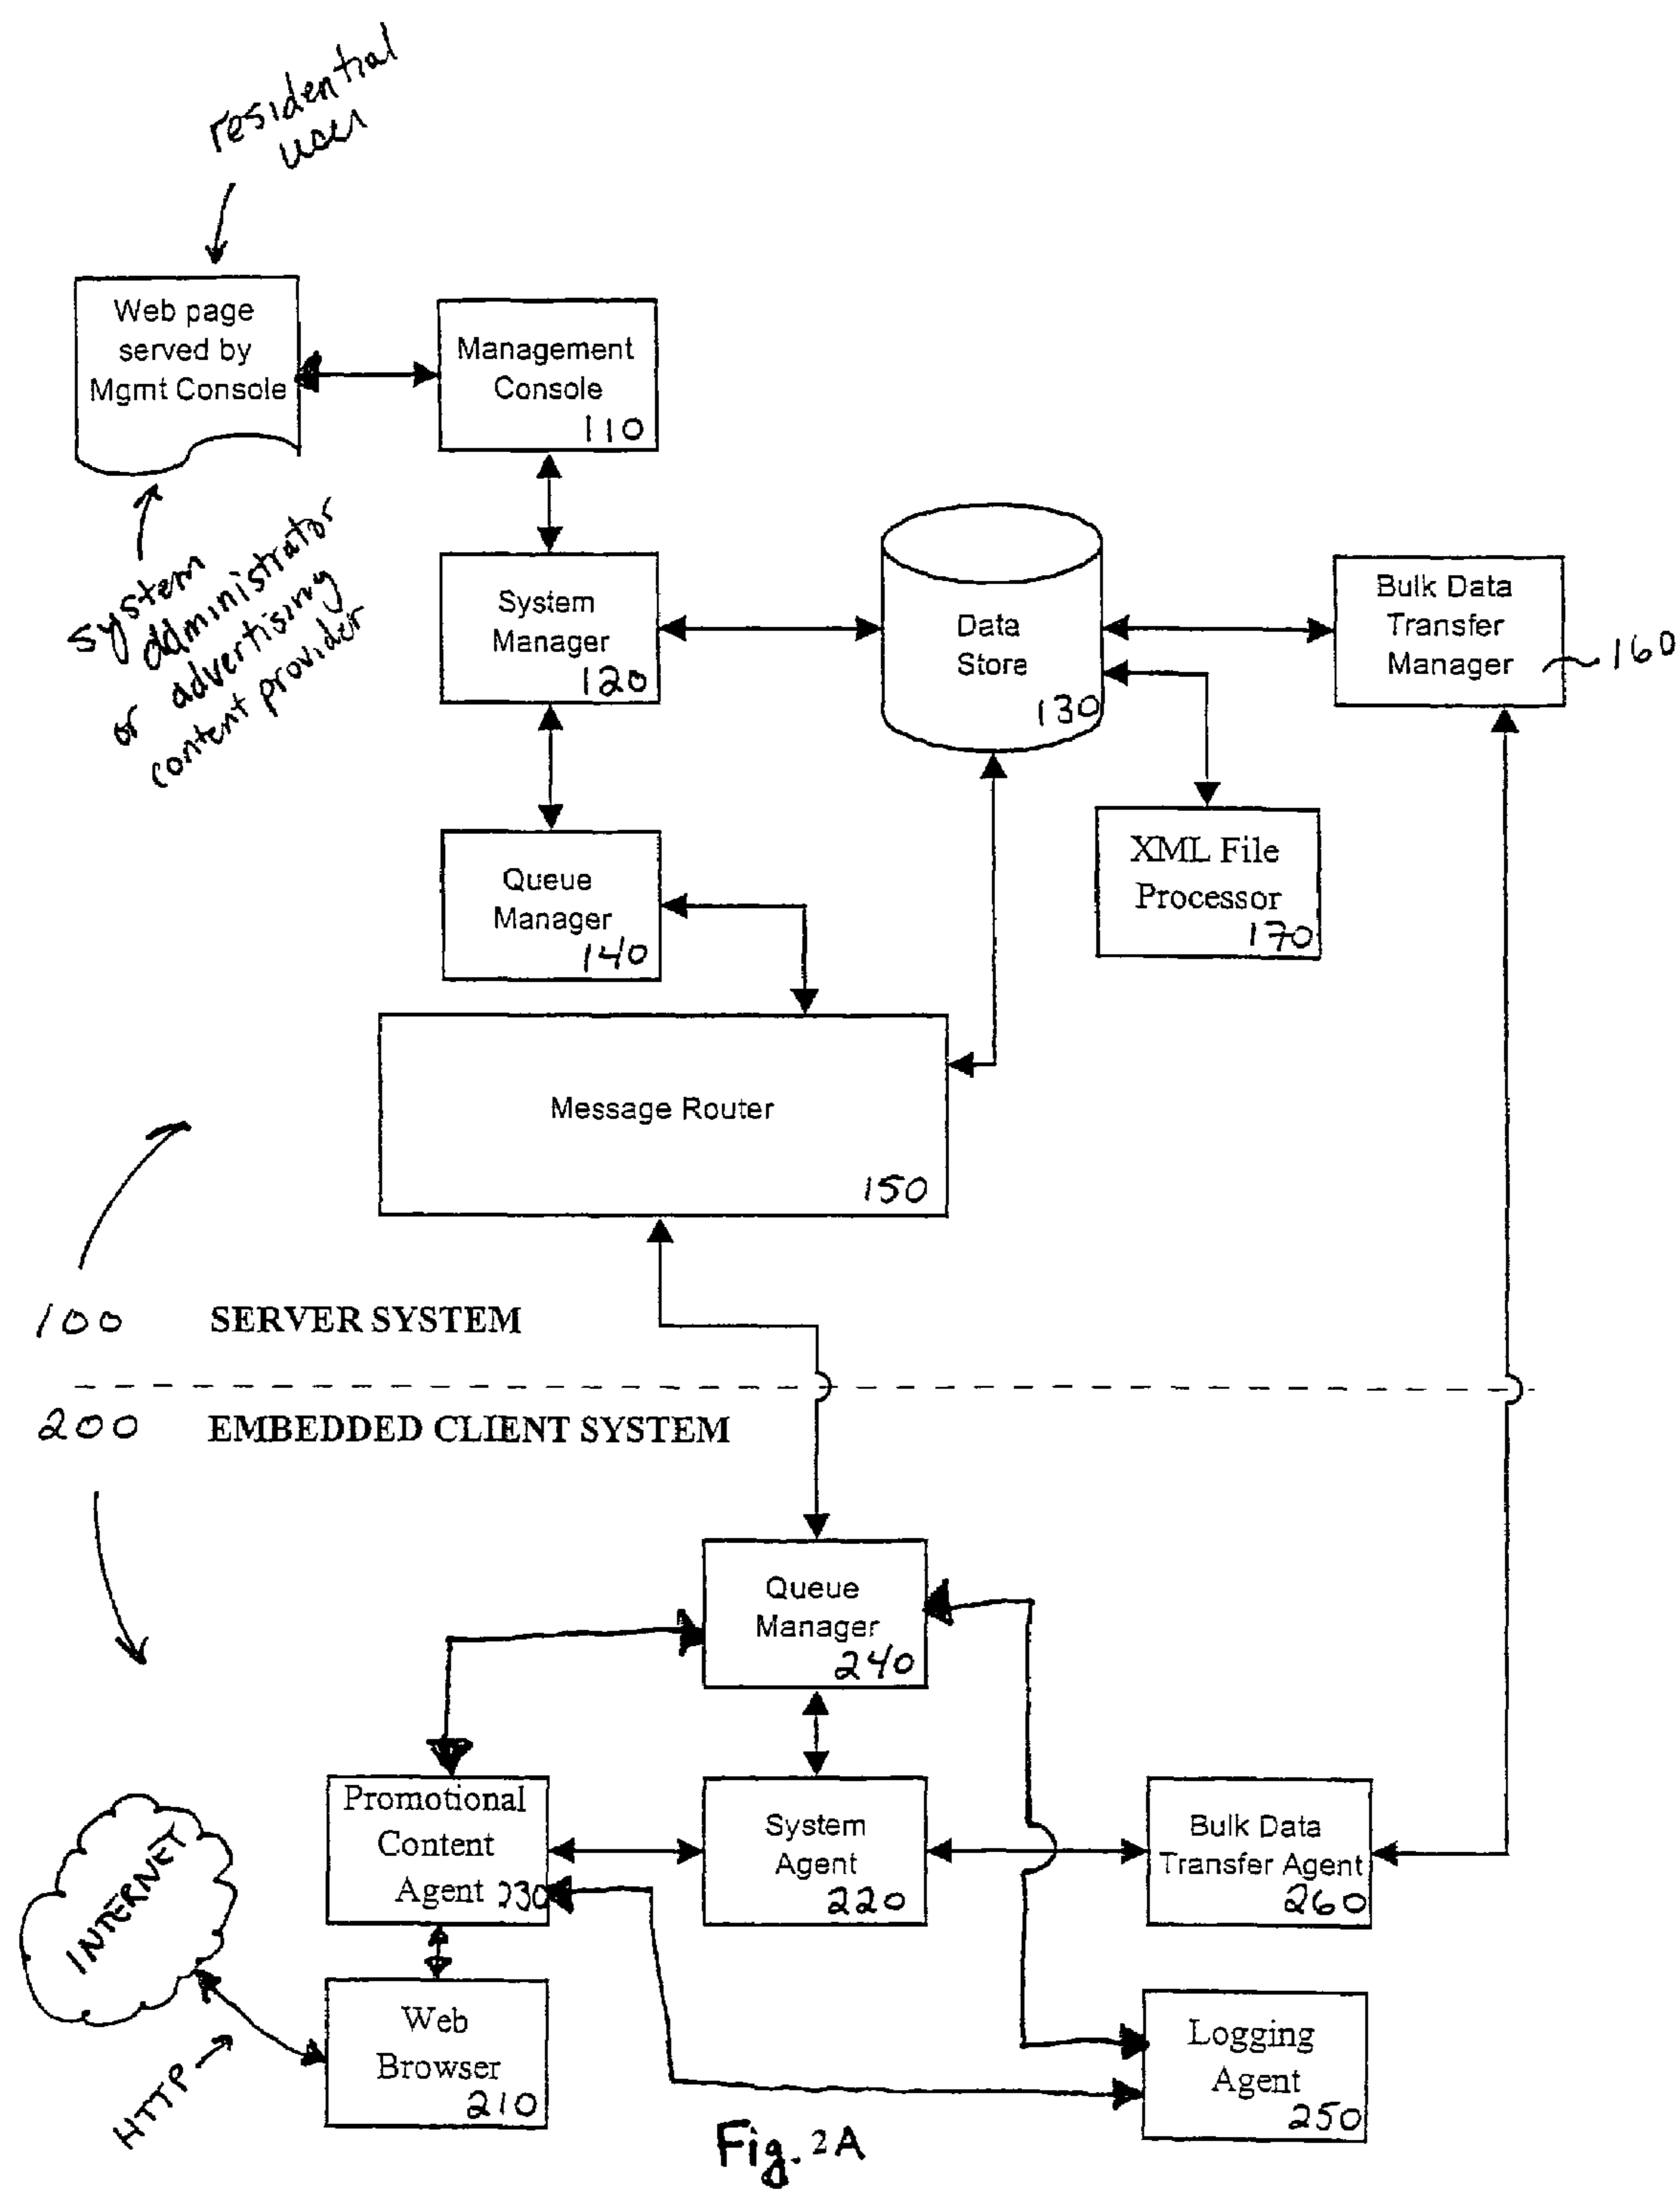 residential
user
Web page
served by
Mgmt Console
Management
Console
110
system
administrator
or advertising
content provider
System
Manager
120
Data
Store
130
Bulk Data
Transfer
Manager
160
Queue
Manager
140
XML File
Processor
170
Message Router
150
100 SERVER SYSTEM
200 EMBEDDED CLIENT SYSTEM
Queue
Manager
240
Promotional
Content
Agent 230
System
Agent
220
Bulk Data
Transfer Agent
260
INTERNET
HTTP
Web
Browser
210
Logging
Agent
250
Fig. 2A